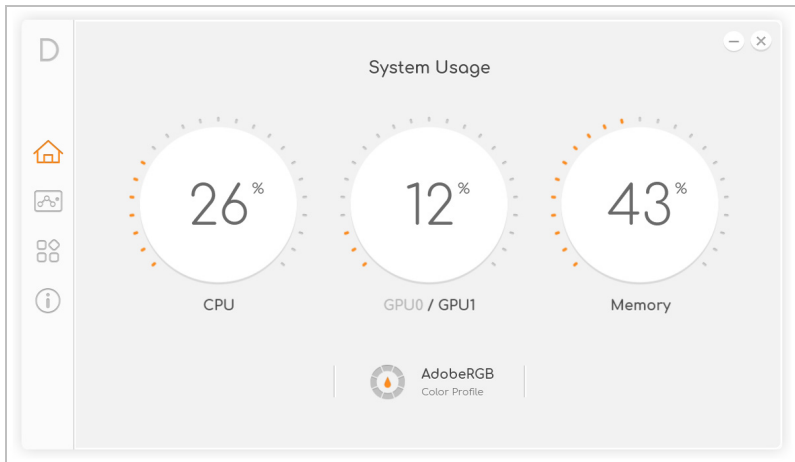 D
System Usage
26%
12%
43%
CPU
GPU0 / GPU1
Memory
AdobeRGB
Color Profile